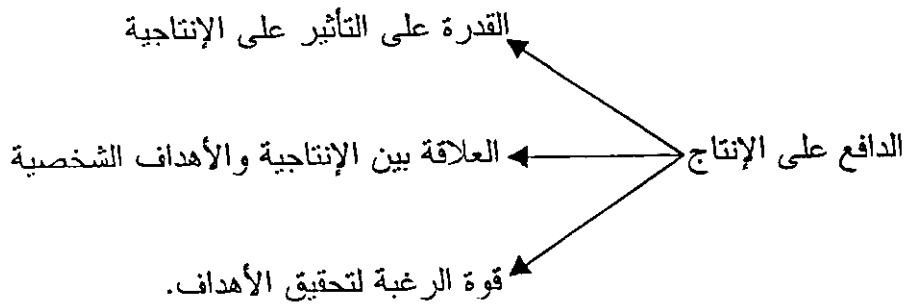 القدرة على التأثير على الإنتاجية
الدافع على الإنتاج
العلاقة بين الإنتاجية والأهداف الشخصية
قوة الرغبة لتحقيق الأهداف.